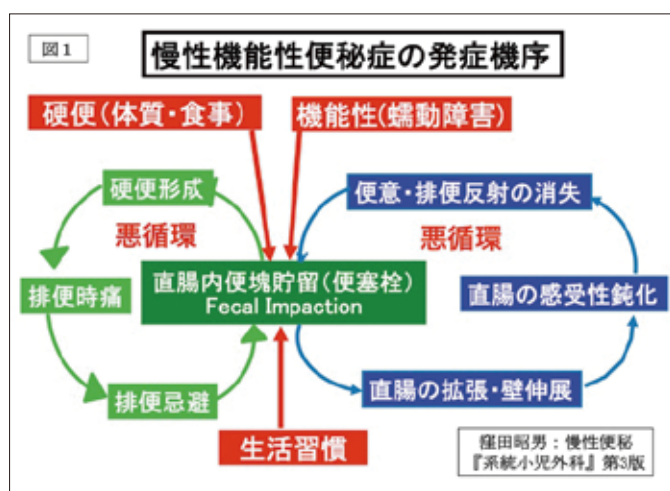 図1
慢性機能性便秘症の発症機序
硬便(体質・食事)
機能性(蠕動障害)
硬便形成
便意・排便反射の消失
悪循環
悪循環
直腸内便塊貯留(便塞栓)
Fecal Impaction
排便時痛
直腸の感受性鈍化
排便忌避
直腸の拡張・壁伸展
生活習慣
窪田昭男:慢性便秘
『系統小児外科』第3版